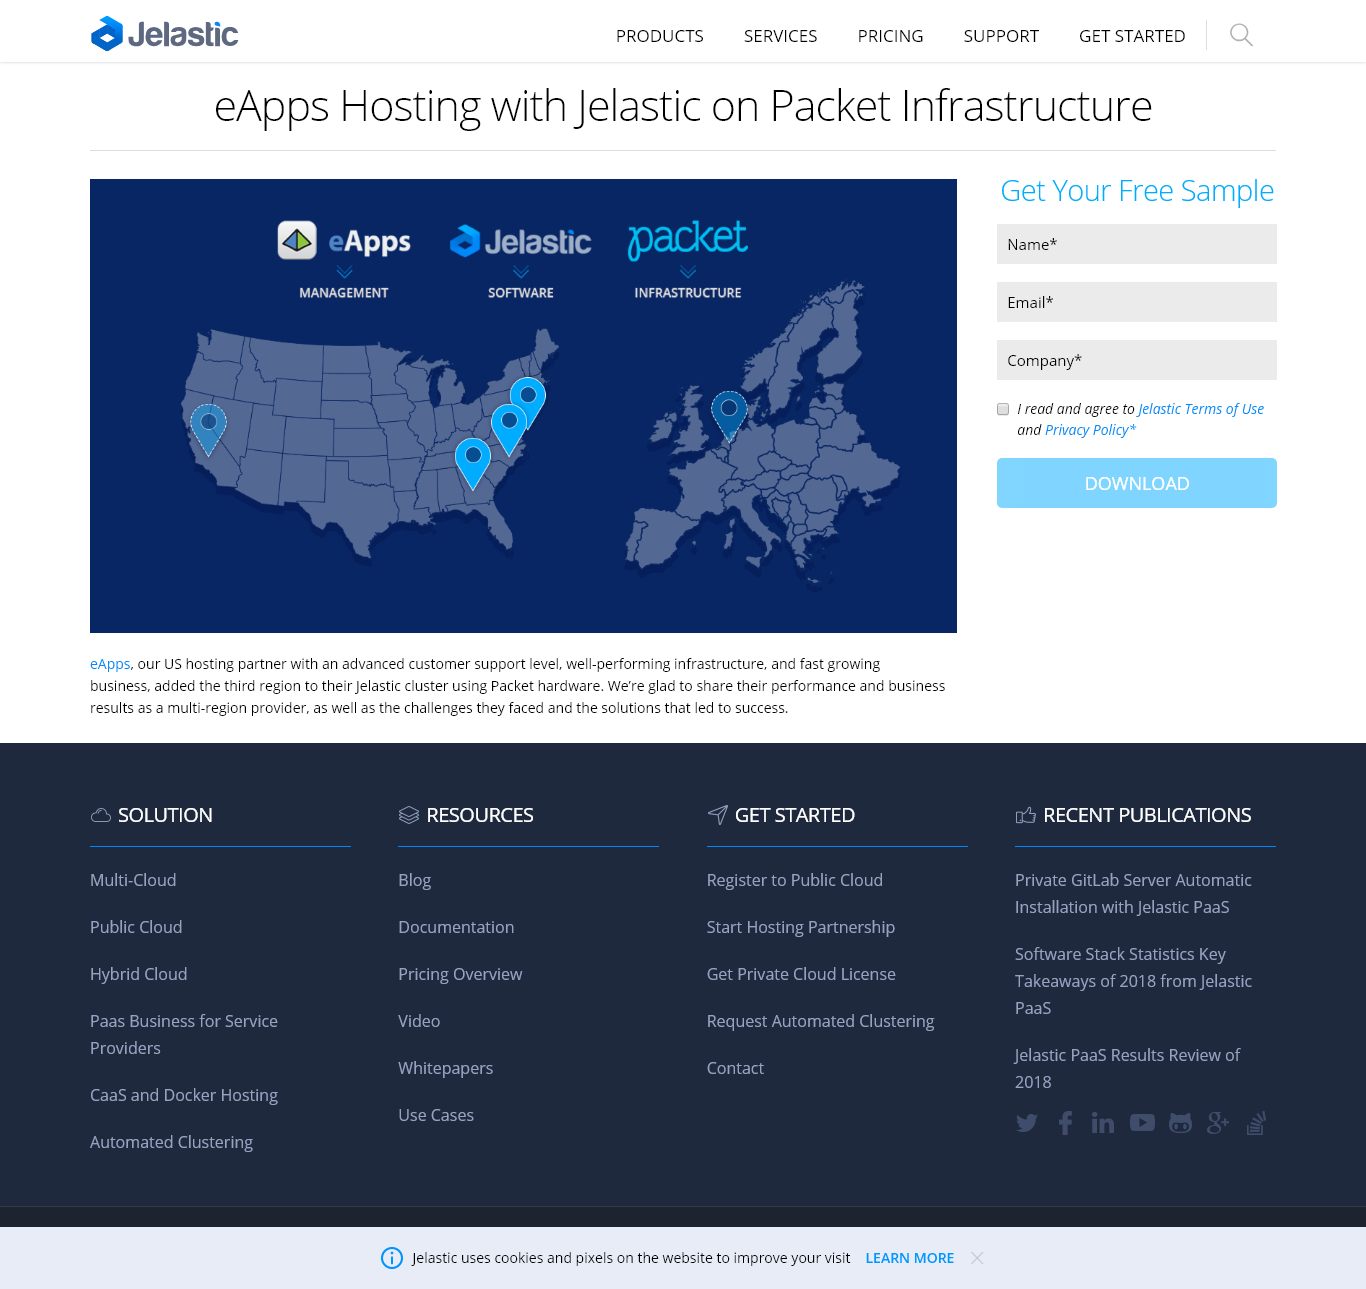 Jelastic
PRODUCTS
SERVICES
PRICING
SUPPORT
GET STARTED
eApps Hosting with Jelastic on Packet Infrastructure
eApps
Jelastic
packet
MANAGEMENT
SOFTWARE
INFRASTRUCTURE
Get Your Free Sample
Name*
Email*
Company*
I read and agree to Jelastic Terms of Use
and Privacy Policy*
DOWNLOAD
eApps, our US hosting partner with an advanced customer support level, well-performing infrastructure, and fast growing
business, added the third region to their Jelastic cluster using Packet hardware. We’re glad to share their performance and business
results as a multi-region provider, as well as the challenges they faced and the solutions that led to success.
SOLUTION
Multi-Cloud
Public Cloud
Hybrid Cloud
Paas Business for Service
Providers
CaaS and Docker Hosting
Automated Clustering
RESOURCES
Blog
Documentation
Pricing Overview
Video
Whitepapers
Use Cases
GET STARTED
Register to Public Cloud
Start Hosting Partnership
Get Private Cloud License
Request Automated Clustering
Contact
RECENT PUBLICATIONS
Private GitLab Server Automatic
Installation with Jelastic PaaS
Software Stack Statistics Key
Takeaways of 2018 from Jelastic
PaaS
Jelastic PaaS Results Review of
2018
Jelastic uses cookies and pixels on the website to improve your visit LEARN MORE